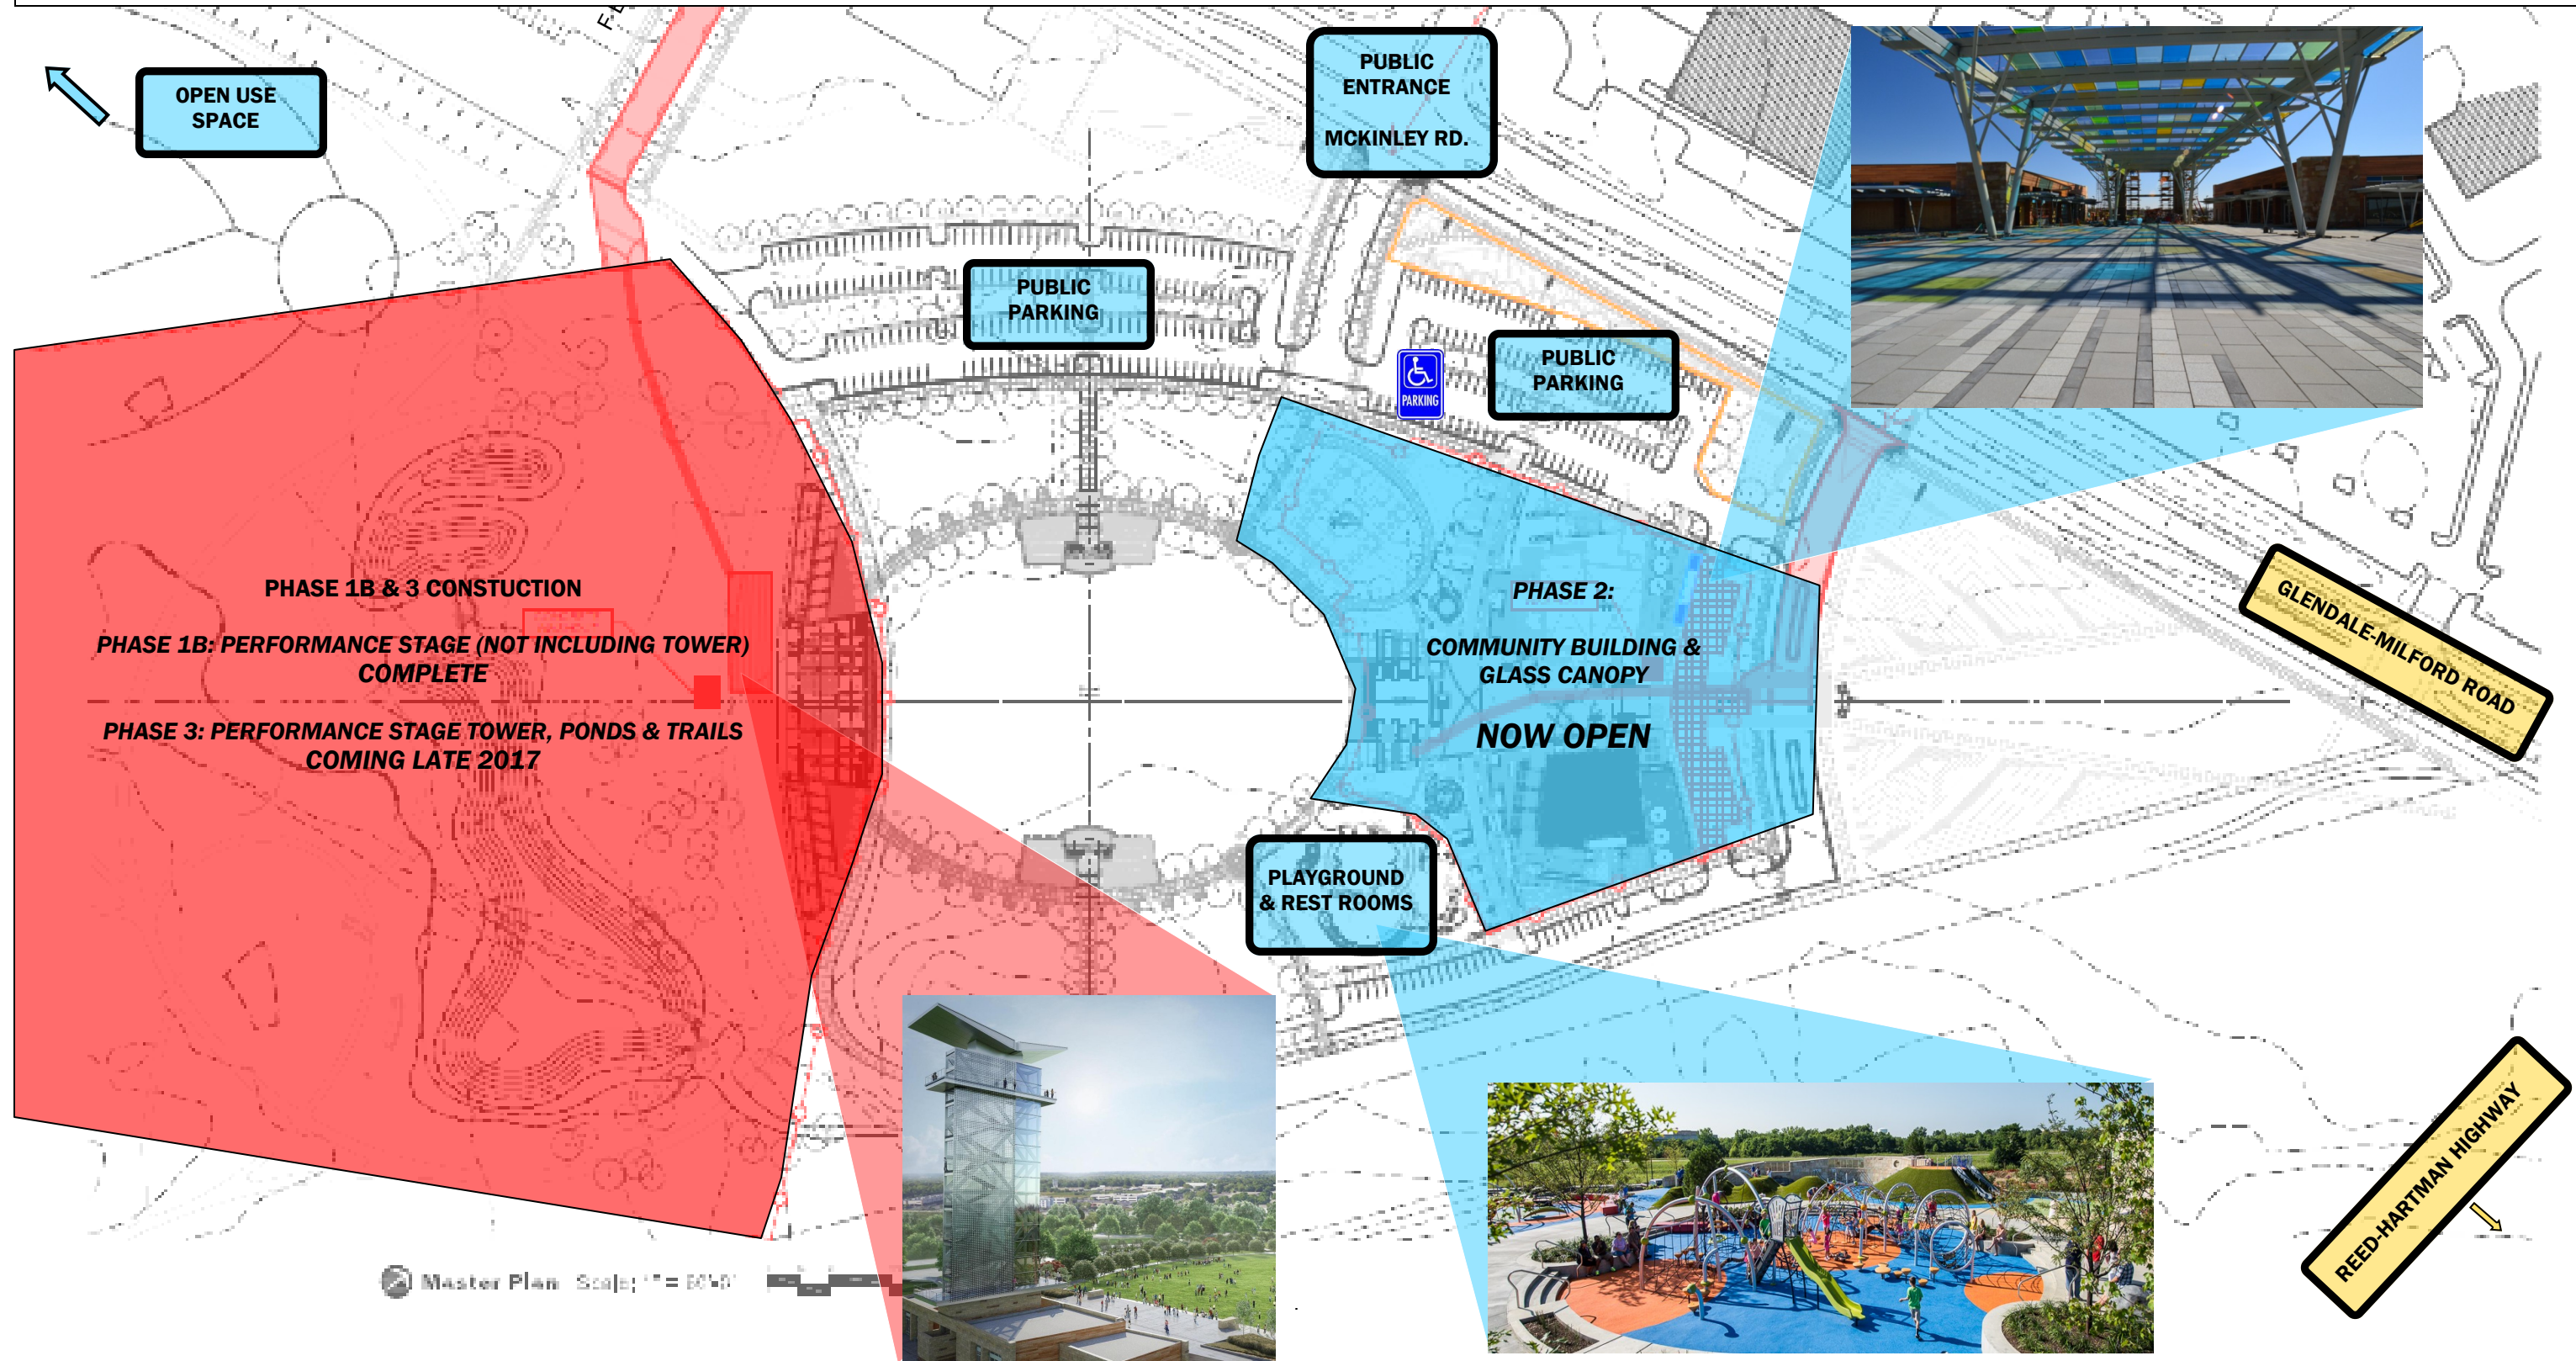 OPEN USE
SPACE
PUBLIC
ENTRANCE
MCKINLEY RD.
PUBLIC
PARKING
PARKING
PUBLIC
PARKING
PHASE 1B & 3 CONSTUCTION
PHASE 1B: PERFORMANCE STAGE (NOT INCLUDING TOWER)
COMPLETE
PHASE 3: PERFORMANCE STAGE TOWER, PONDS & TRAILS
COMING LATE 2017
PHASE 2:
COMMUNITY BUILDING &
GLASS CANOPY
NOW OPEN
GLENDALE-MILFORD ROAD
PLAYGROUND
& REST ROOMS
REED-HARTMAN HIGHWAY
Master Plan Scale: